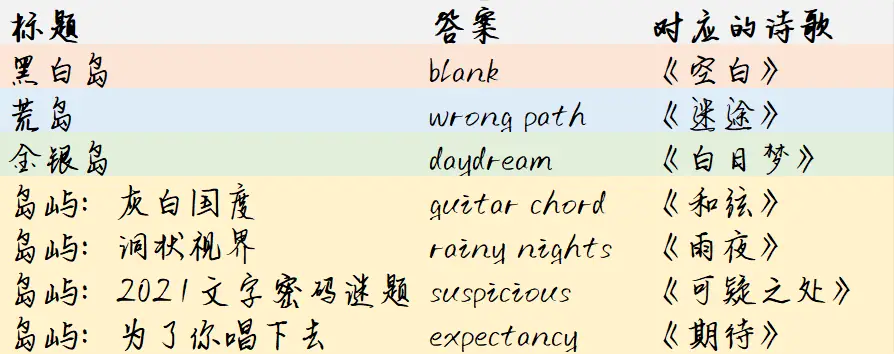 标题 答案 对应的诗歌
黑白岛 blank 《空白》
荒岛 wrong path 《迷途》
金银岛 daydream 《白日梦》
岛屿：灰白国度 guitar chord 《和弦》
岛屿：洞状视界 rainy nights 《雨夜》
岛屿：2021文字密码谜题 suspicious 《可疑之处》
岛屿：为了你唱下去 expectancy 《期待》